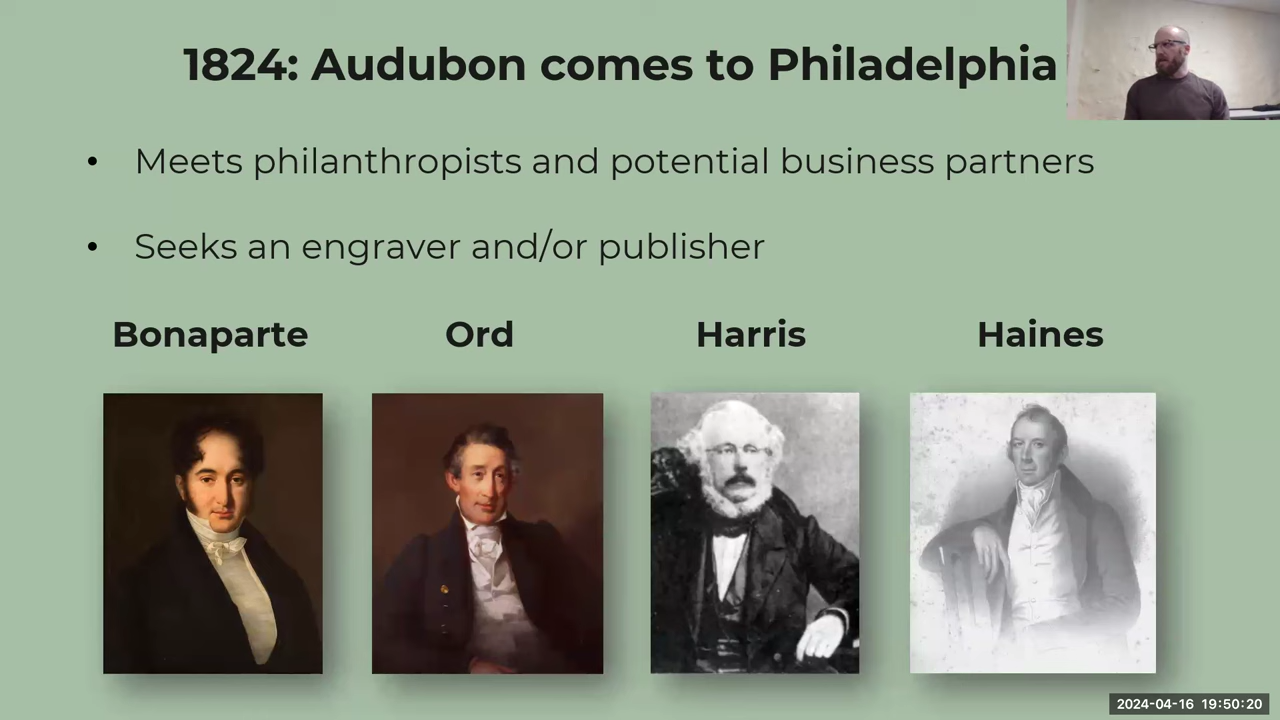 1824: Audubon comes to Philadelphia
• Meets philanthropists and potential business partners
• Seeks an engraver and/or publisher
Bonaparte Ord Harris Haines
2024-04-16 19:50:20